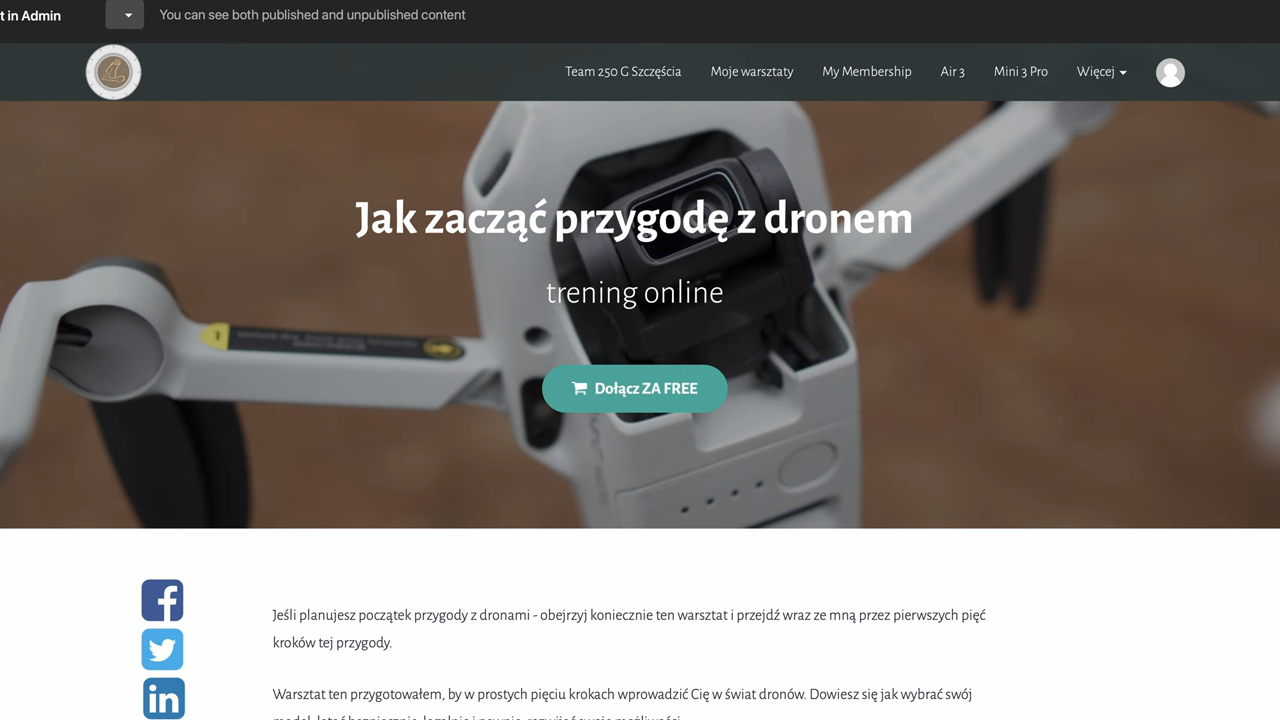 t in Admin
You can see both published and unpublished content
Team 250 G Szczęścia Moje warsztaty My Membership Air 3 Mini 3 Pro Więcej
Jak zacząć przygodę z dronem
trening online
Dołącz ZA FREE
Jeśli planujesz początek przygody z dronami - obejrzyj koniecznie ten warsztat i przejdź wraz ze mną przez pierwszych pięć
kroków tej przygody.
Warsztat ten przygotowałem, by w prostych pięciu krokach wprowadzić Cię w świat dronów. Dowiesz się jak wybrać swój